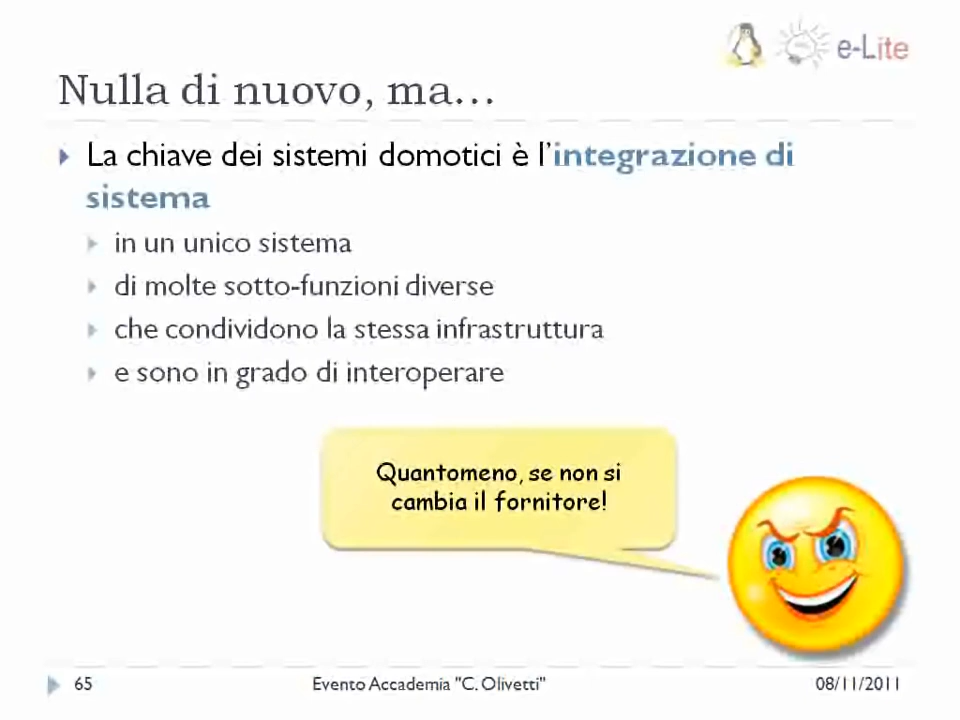 e-Lite
Nulla di nuovo, ma...
La chiave dei sistemi domotici è l'integrazione di
sistema
in un unico sistema
di molte sotto-funzioni diverse
che condividono la stessa infrastruttura
e sono in grado di interoperare
Quantomeno, se non si
cambia il fornitore!
65 Evento Accademia "C. Olivetti" 08/11/2011